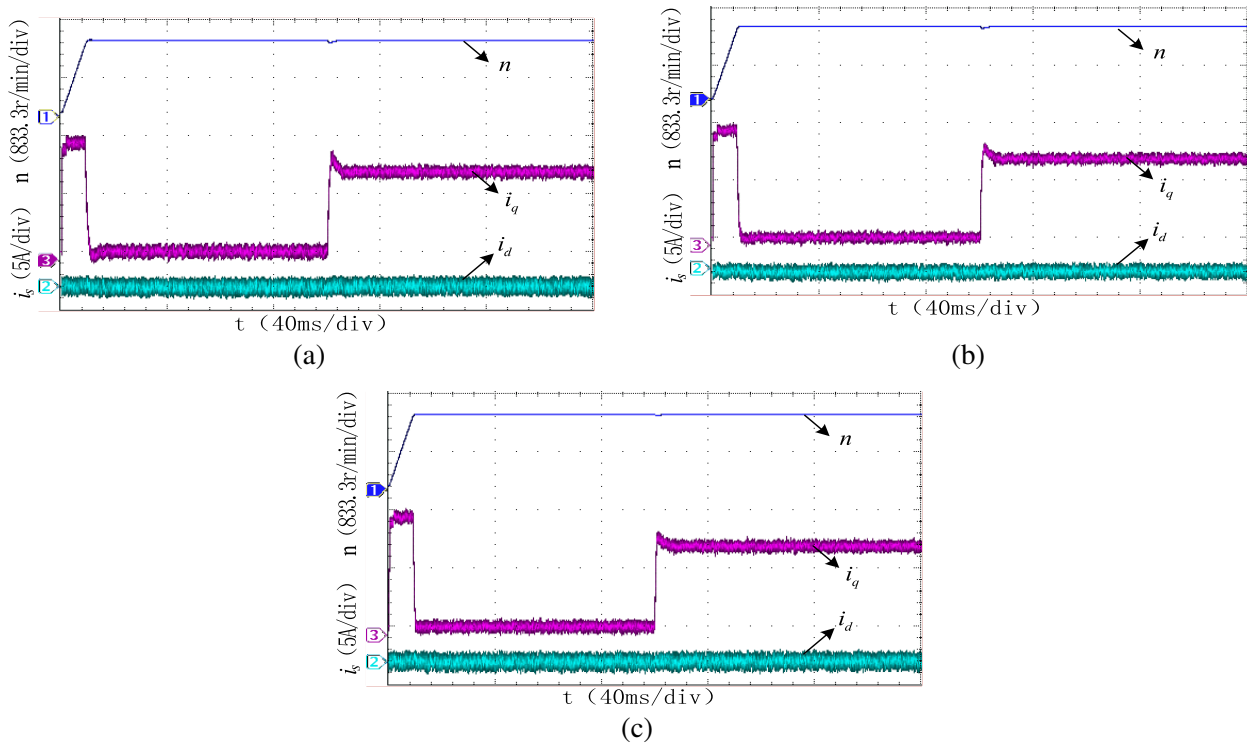 n (833.3r/min/div)
i_s (5A/div)
1
3
2
n
i_q
i_d
t (40ms/div)
(a)
n (833.3r/min/div)
i_s (5A/div)
1
3
2
n
i_q
i_d
t (40ms/div)
(b)
n (833.3r/min/div)
i_s (5A/div)
1
3
2
n
i_q
i_d
t (40ms/div)
(c)